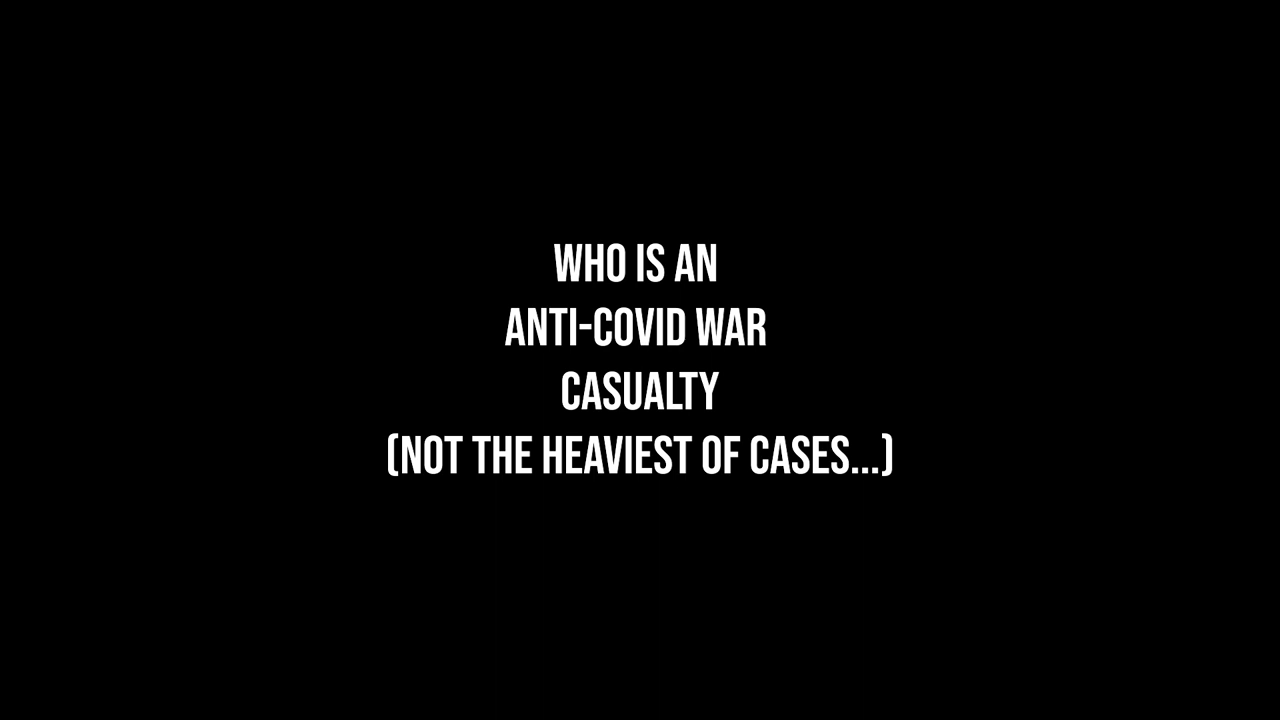 WHO IS AN
ANTI-COVID WAR
CASUALTY
(NOT THE HEAVIEST OF CASES...)